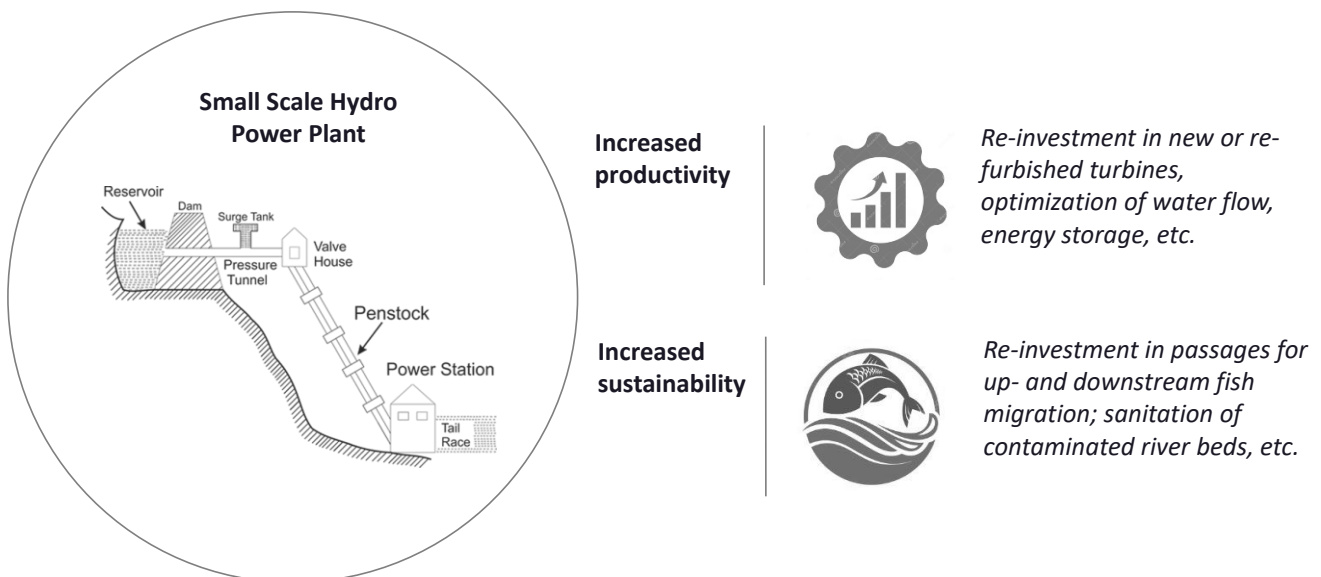 Small Scale Hydro
Power Plant
Reservoir
Dam
Surge Tank
Valve
House
Pressure
Tunnel
Penstock
Power Station
Tail
Race
Increased
productivity
Re-investment in new or re-
furbished turbines,
optimization of water flow,
energy storage, etc.
Increased
sustainability
Re-investment in passages for
up- and downstream fish
migration; sanitation of
contaminated river beds, etc.